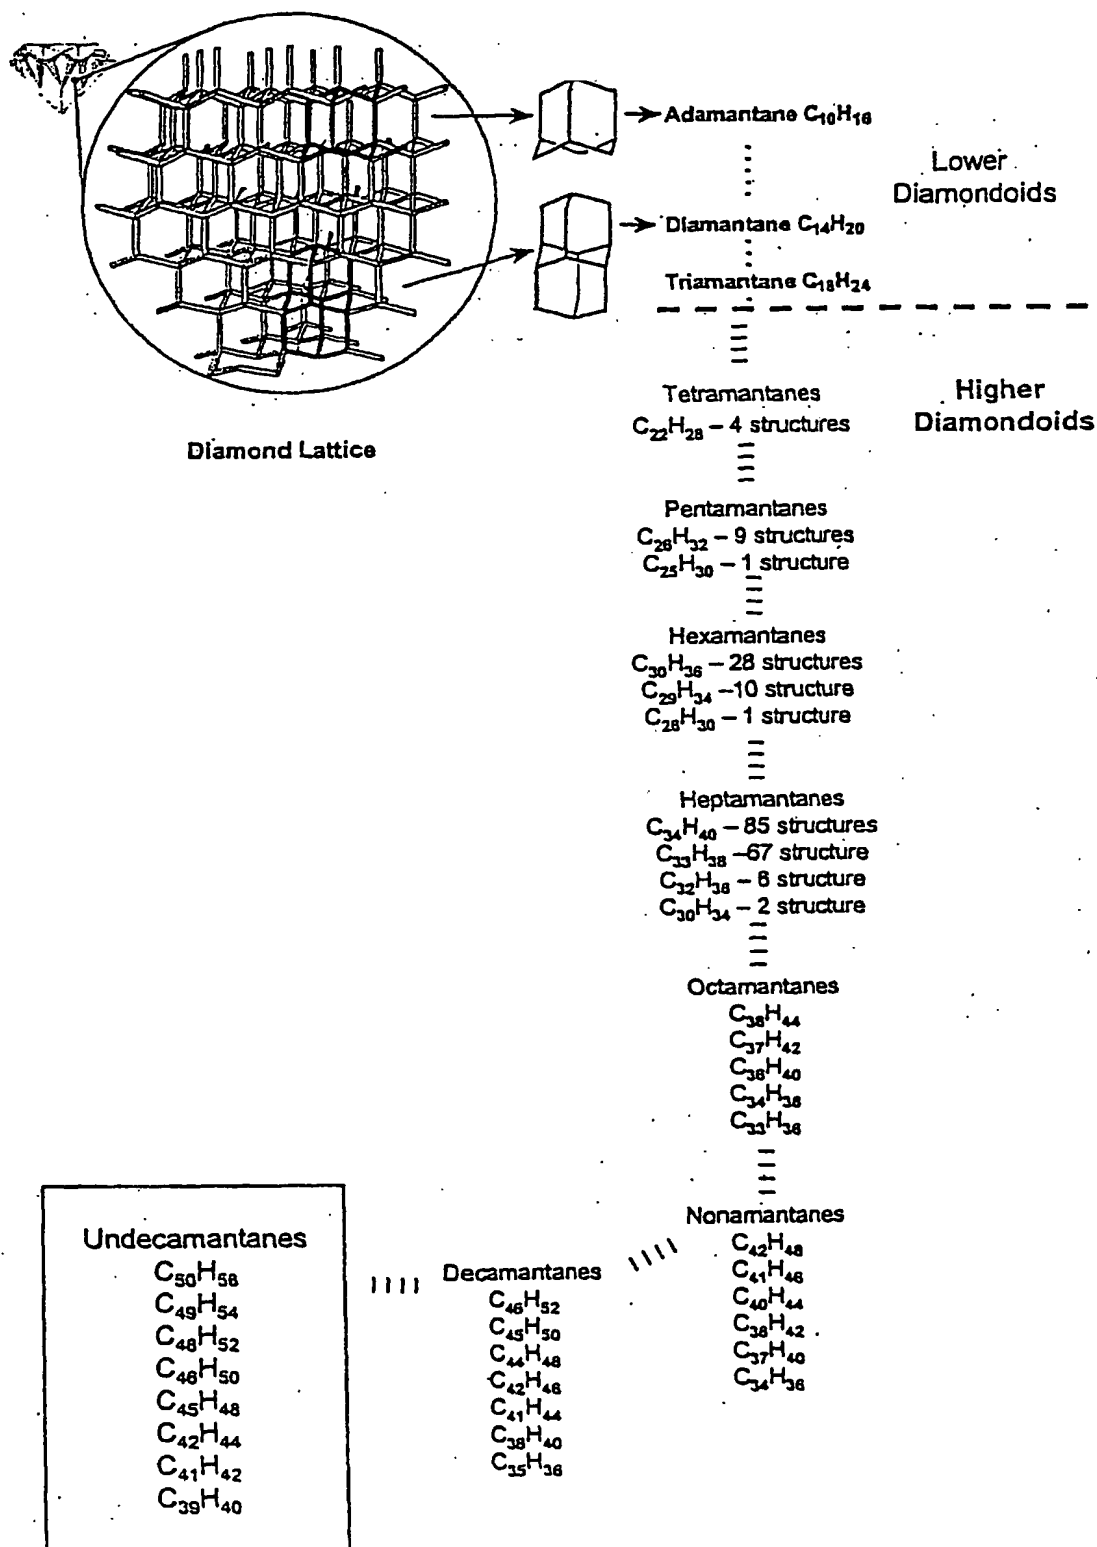 Adamantane C₁₀H₁₆
Lower
Diamondoids
Diamantane C₁₄H₂₀
Triamantane C₁₈H₂₄
Diamond Lattice
Higher
Diamondoids
Tetramantanes
C₂₂H₂₈ – 4 structures
Pentamantanes
C₂₆H₃₂ – 9 structures
C₂₅H₃₀ – 1 structure
Hexamantanes
C₃₀H₃₆ – 28 structures
C₂₉H₃₄ –10 structure
C₂₆H₃₀ – 1 structure
Heptamantanes
C₃₄H₄₀ – 85 structures
C₃₃H₃₈ –67 structure
C₃₂H₃₆ – 6 structure
C₃₀H₃₄ – 2 structure
Octamantanes
C₃₈H₄₄
C₃₇H₄₂
C₃₆H₄₀
C₃₄H₃₈
C₃₃H₃₆
Nonamantanes
C₄₂H₄₈
C₄₁H₄₆
C₄₀H₄₄
C₃₈H₄₂
C₃₇H₄₀
C₃₄H₃₆
Decamantanes
C₄₆H₅₂
C₄₅H₅₀
C₄₄H₄₈
C₄₂H₄₆
C₄₁H₄₄
C₃₈H₄₀
C₃₅H₃₆
Undecamantanes
C₅₀H₅₆
C₄₉H₅₄
C₄₈H₅₂
C₄₆H₅₀
C₄₅H₄₈
C₄₂H₄₄
C₄₁H₄₂
C₃₉H₄₀